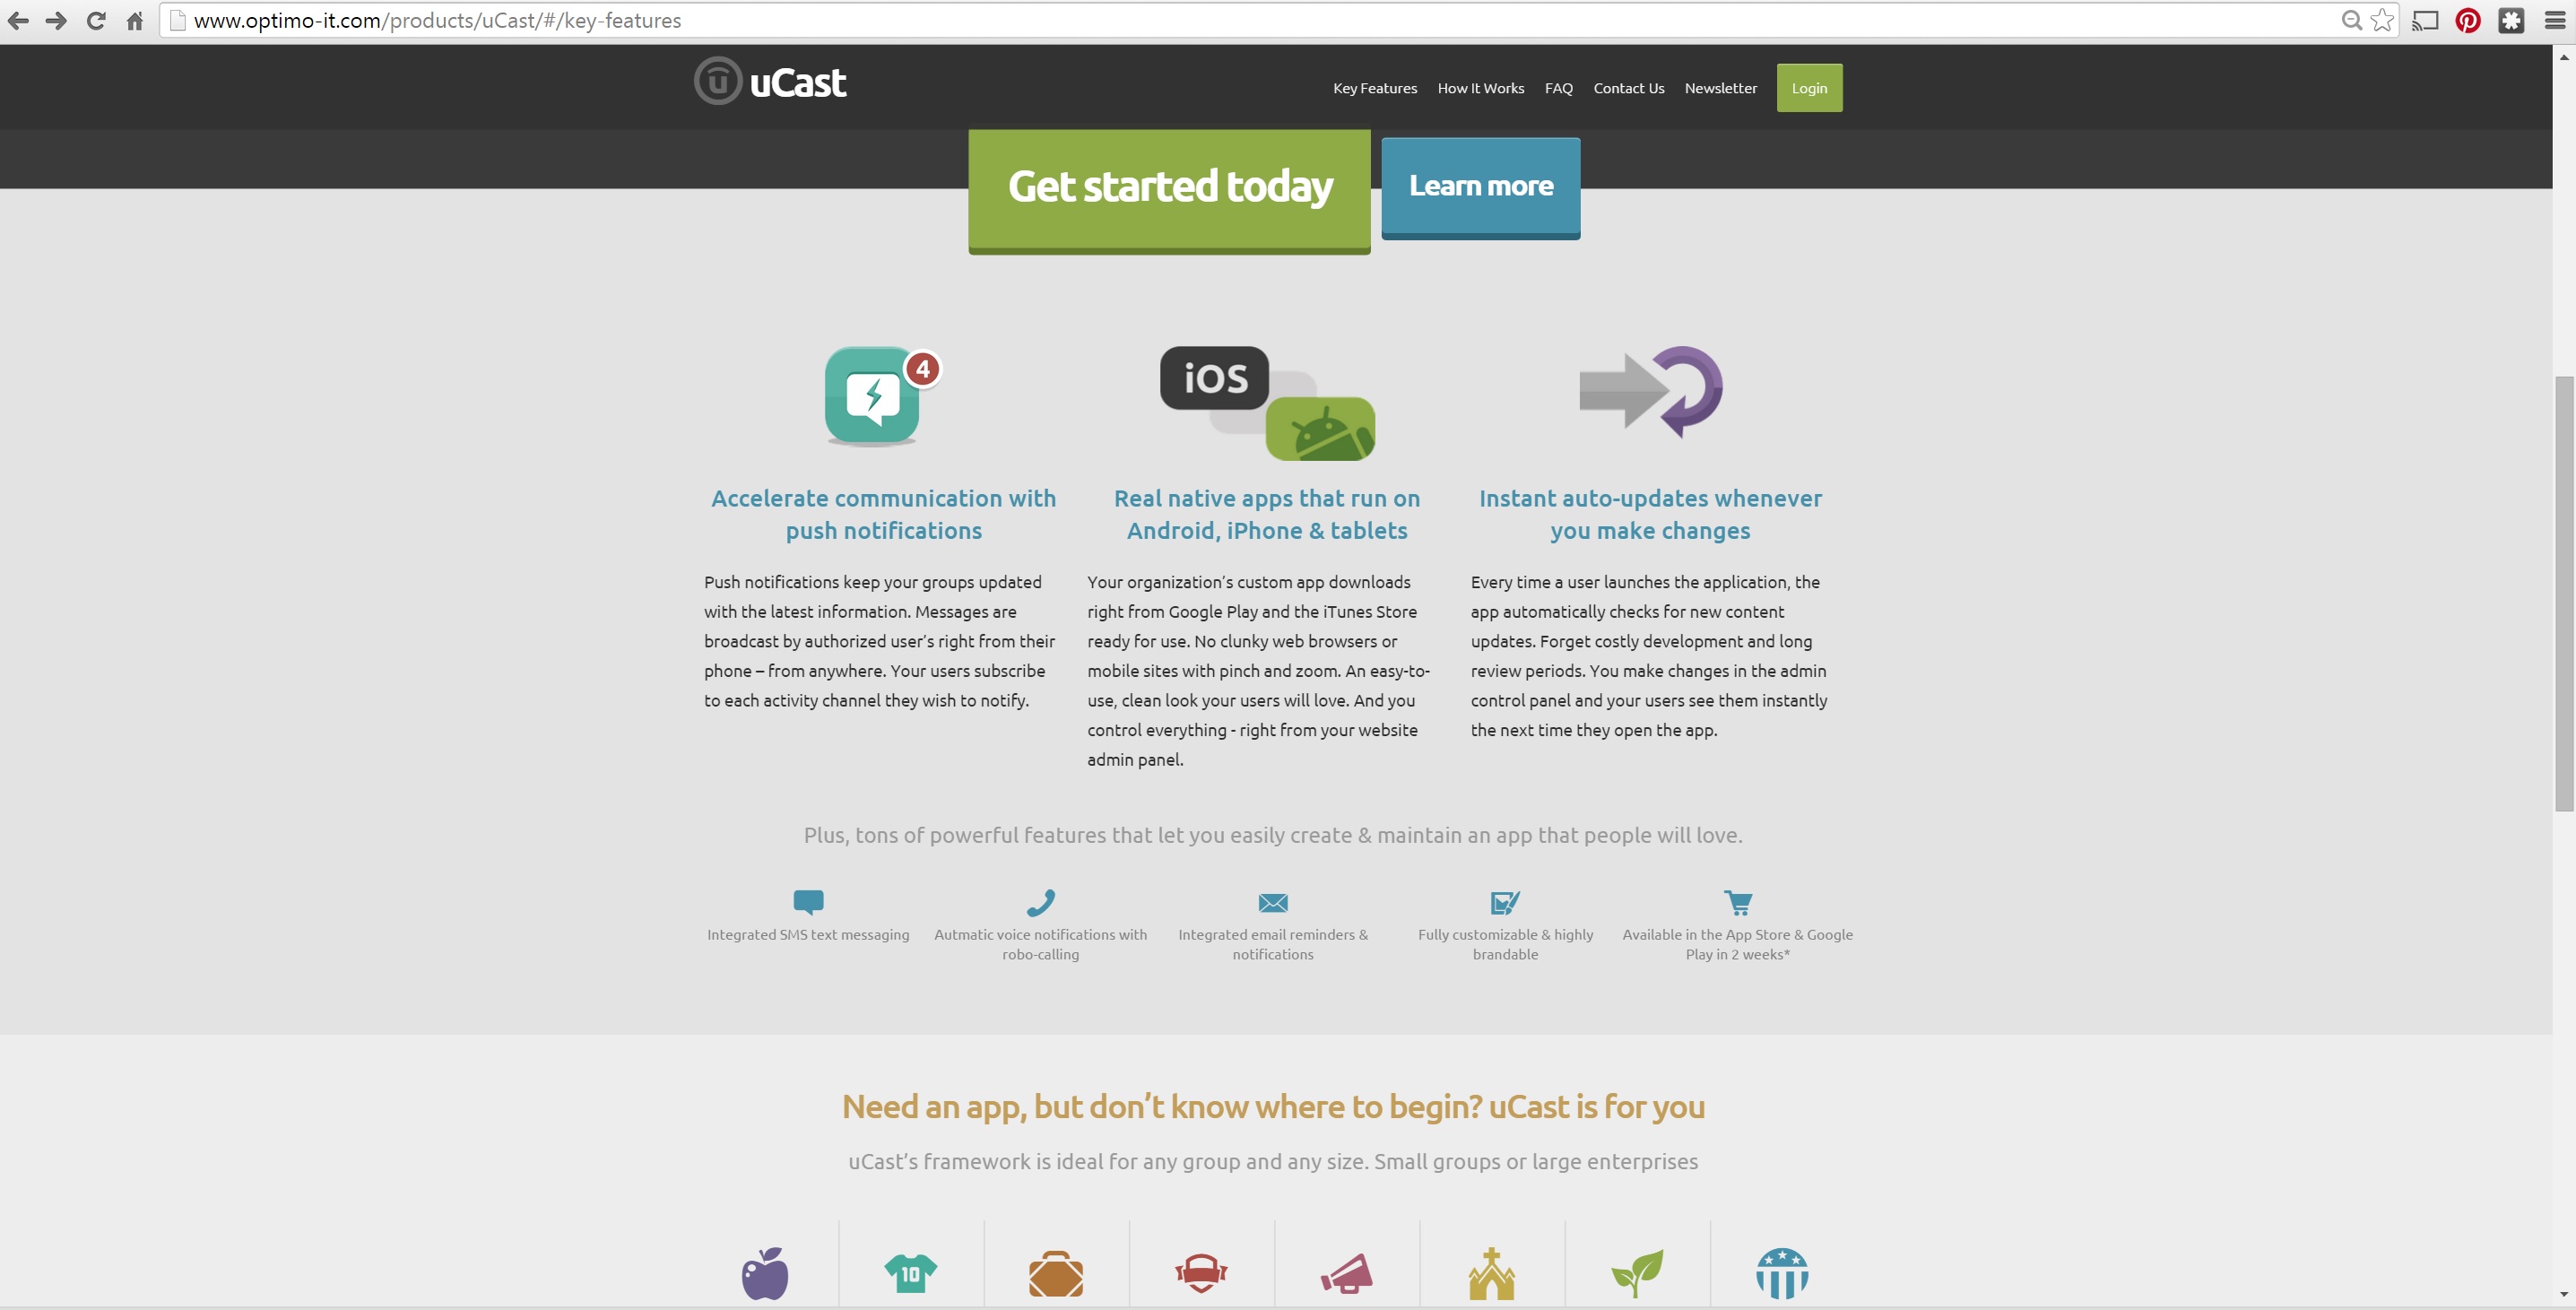 www.optimo-it.com/products/uCast/#/key-features
uCast
Key Features How It Works FAQ Contact Us Newsletter Login
Get started today
Learn more
4
iOS
Accelerate communication with
push notifications
Push notifications keep your groups updated
with the latest information. Messages are
broadcast by authorized user’s right from their
phone – from anywhere. Your users subscribe
to each activity channel they wish to notify.
Real native apps that run on
Android, iPhone & tablets
Your organization’s custom app downloads
right from Google Play and the iTunes Store
ready for use. No clunky web browsers or
mobile sites with pinch and zoom. An easy-to-
use, clean look your users will love. And you
control everything - right from your website
admin panel.
Instant auto-updates whenever
you make changes
Every time a user launches the application, the
app automatically checks for new content
updates. Forget costly development and long
review periods. You make changes in the admin
control panel and your users see them instantly
the next time they open the app.
Plus, tons of powerful features that let you easily create & maintain an app that people will love.
Integrated SMS text messaging
Autmatic voice notifications with
robo-calling
Integrated email reminders &
notifications
Fully customizable & highly
brandable
Available in the App Store & Google
Play in 2 weeks*
Need an app, but don’t know where to begin? uCast is for you
uCast’s framework is ideal for any group and any size. Small groups or large enterprises
10